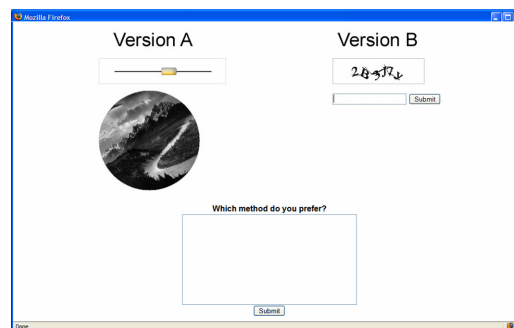 Mozilla Firefox
Version A
Version B
Submit
Which method do you prefer?
Submit
Done